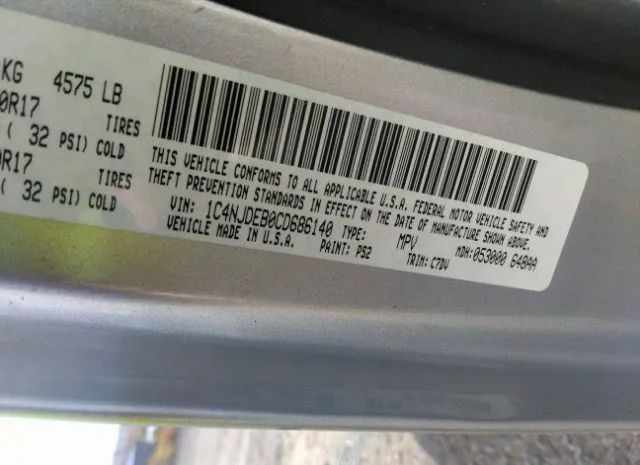 KG 4575 LB
0R17 TIRES
( 32 PSI) COLD
0R17 TIRES
( 32 PSI) COLD
THIS VEHICLE CONFORMS TO ALL APPLICABLE U.S.A. FEDERAL MOTOR VEHICLE SAFETY AND
THEFT PREVENTION STANDARDS IN EFFECT ON THE DATE OF MANUFACTURE SHOWN ABOVE.
VIN: 1C4NJDEB0CD686140 TYPE: MPV MDH: 053000 648AA
VEHICLE MADE IN U.S.A. PAINT: PS2 TRIM: C7DV